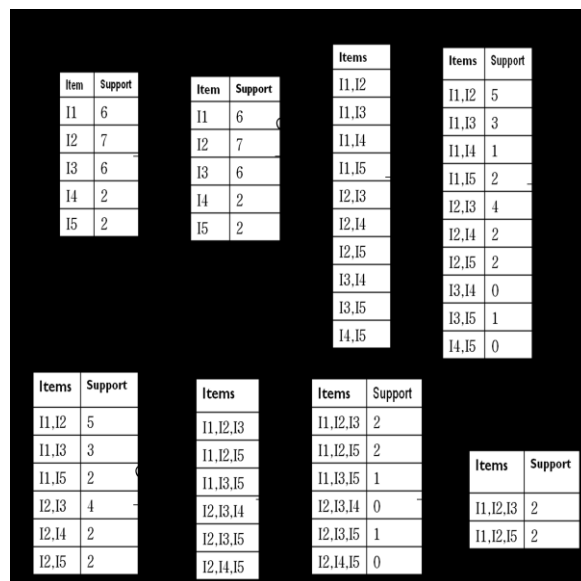 Item Support
I1 6
I2 7
I3 6
I4 2
I5 2
Item Support
I1 6
I2 7
I3 6
I4 2
I5 2
Items
I1,I2
I1,I3
I1,I4
I1,I5
I2,I3
I2,I4
I2,I5
I3,I4
I3,I5
I4,I5
Items Support
I1,I2 5
I1,I3 3
I1,I4 1
I1,I5 2
I2,I3 4
I2,I4 2
I2,I5 2
I3,I4 0
I3,I5 1
I4,I5 0
Items Support
I1,I2 5
I1,I3 3
I1,I5 2
I2,I3 4
I2,I4 2
I2,I5 2
Items
I1,I2,I3
I1,I2,I5
I1,I3,I5
I2,I3,I4
I2,I3,I5
I2,I4,I5
Items Support
I1,I2,I3 2
I1,I2,I5 2
I1,I3,I5 1
I2,I3,I4 0
I2,I3,I5 1
I2,I4,I5 0
Items Support
I1,I2,I3 2
I1,I2,I5 2